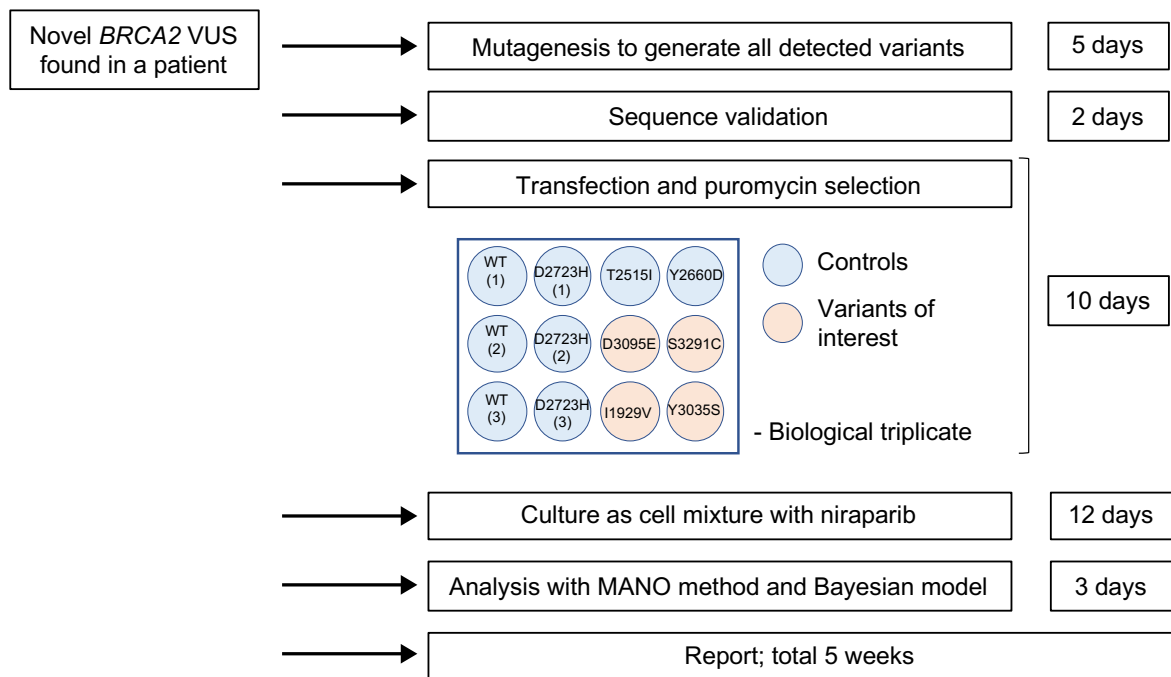 Novel BRCA2 VUS
found in a patient
Mutagenesis to generate all detected variants
5 days
Sequence validation
2 days
Transfection and puromycin selection
WT
(1)
D2723H
(1)
T2515I
Y2660D
WT
(2)
D2723H
(2)
D3095E
S3291C
WT
(3)
D2723H
(3)
I1929V
Y3035S
Controls
Variants of
interest
- Biological triplicate
10 days
Culture as cell mixture with niraparib
12 days
Analysis with MANO method and Bayesian model
3 days
Report; total 5 weeks